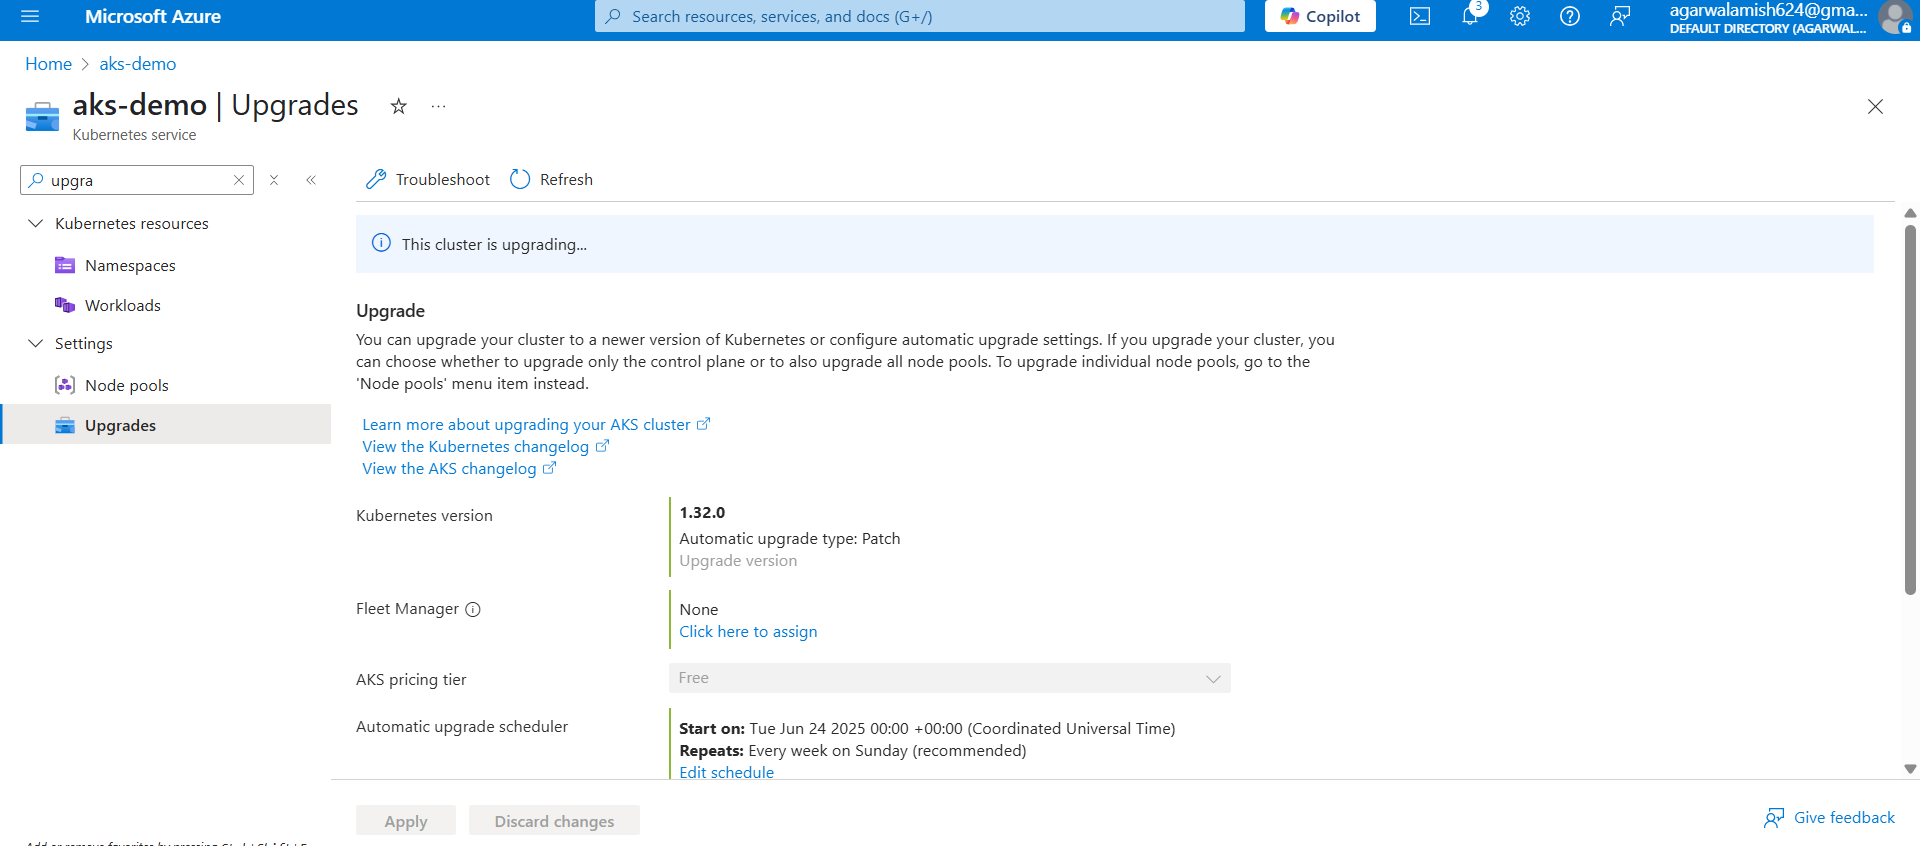 Microsoft Azure
Search resources, services, and docs (G+/)
Copilot
3
agarwalamish624@gma...
DEFAULT DIRECTORY (AGARWAL...
Home > aks-demo
aks-demo | Upgrades
Kubernetes service
upgra
Kubernetes resources
Namespaces
Workloads
Settings
Node pools
Upgrades
Troubleshoot
Refresh
This cluster is upgrading...
Upgrade
You can upgrade your cluster to a newer version of Kubernetes or configure automatic upgrade settings. If you upgrade your cluster, you
can choose whether to upgrade only the control plane or to also upgrade all node pools. To upgrade individual node pools, go to the
'Node pools' menu item instead.
Learn more about upgrading your AKS cluster
View the Kubernetes changelog
View the AKS changelog
Kubernetes version
1.32.0
Automatic upgrade type: Patch
Upgrade version
Fleet Manager
None
Click here to assign
AKS pricing tier
Free
Automatic upgrade scheduler
Start on: Tue Jun 24 2025 00:00 +00:00 (Coordinated Universal Time)
Repeats: Every week on Sunday (recommended)
Edit schedule
Apply
Discard changes
Give feedback
Add or remove favorites by pressing